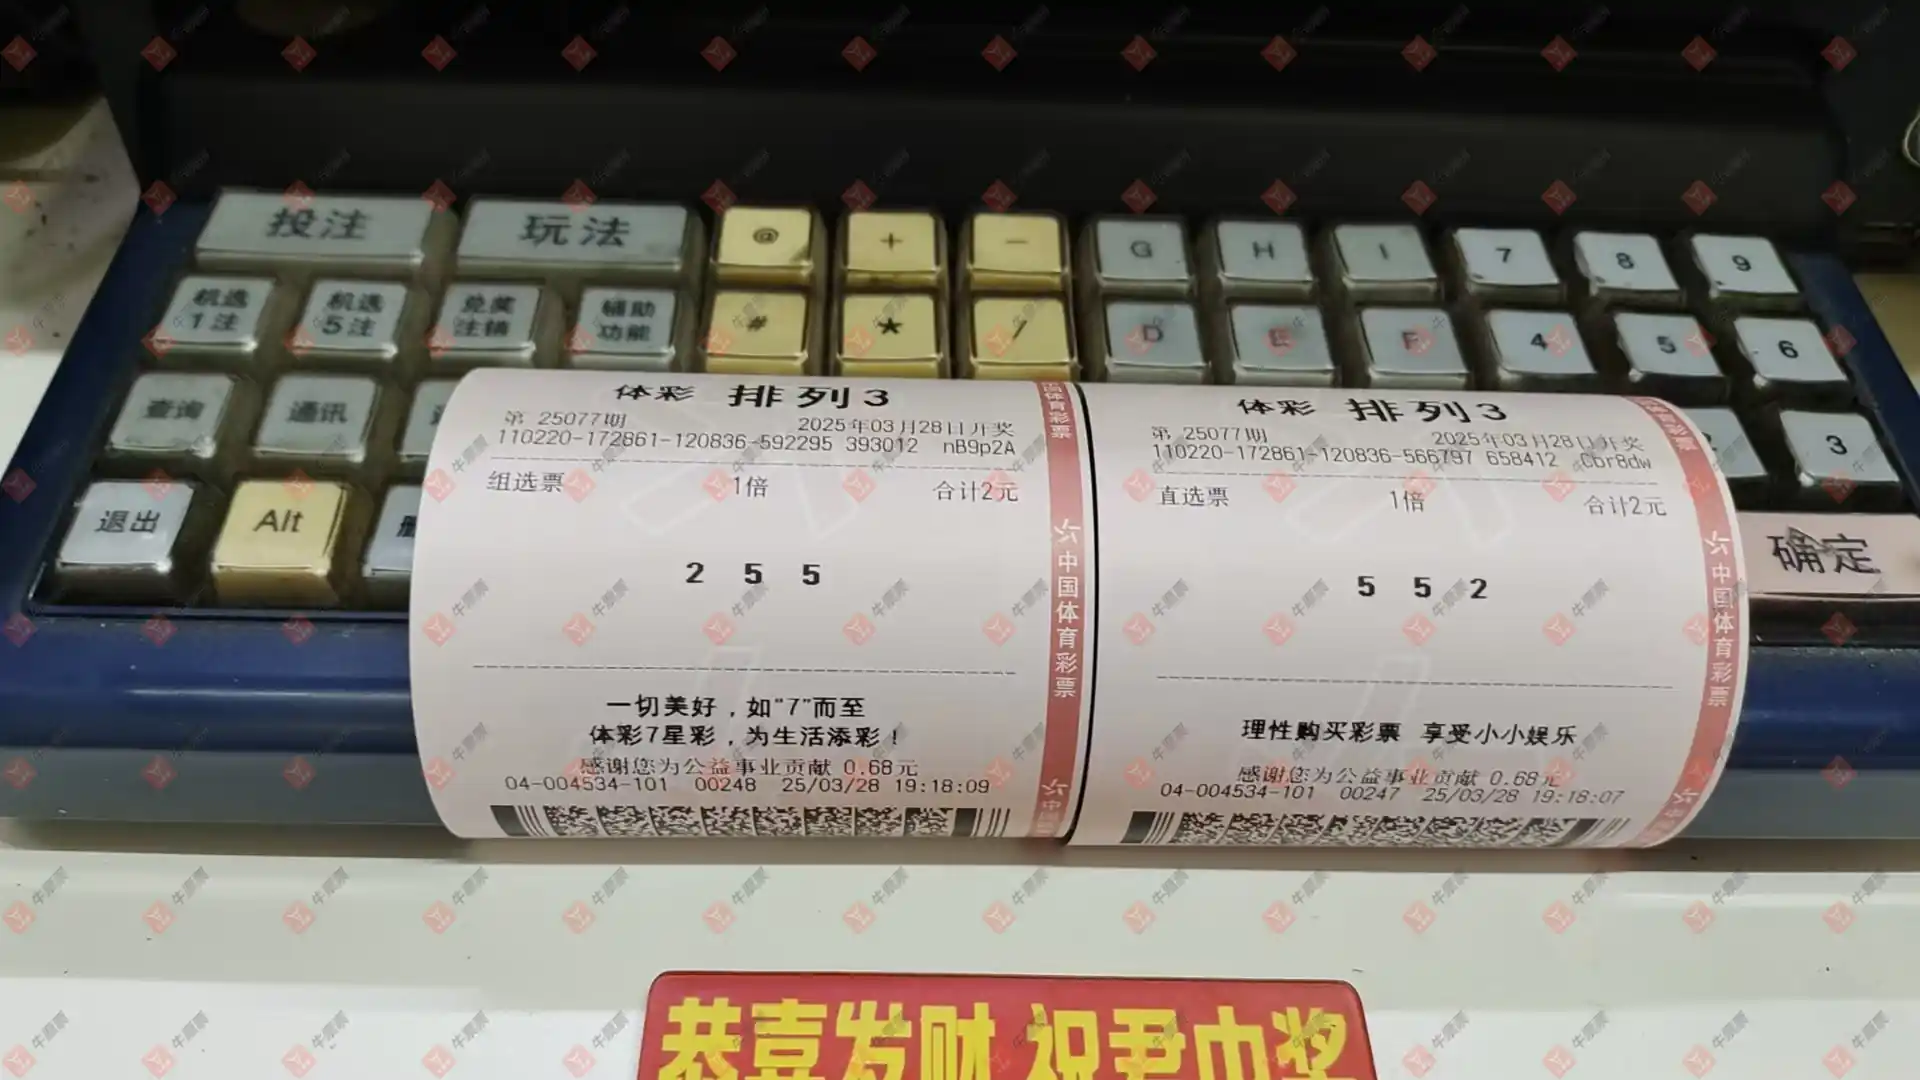 投注 玩法 @ + - G H I 7 8 9
机选1注 机选5注 兑奖注销 辅助功能 # * / D E F 4 5 6
查询 通讯 3
退出 Alt 确定
体彩 排列3
第 25077期 2025年03月28日开奖
110220-172861-120836-592295 393012 nB9p2A
组选票 1倍 合计2元
2 5 5
一切美好，如“7”而至
体彩7星彩，为生活添彩！
感谢您为公益事业贡献 0.68元
04-004534-101 00248 25/03/28 19:18:09
中国体育彩票
体彩 排列3
第 25077期 2025年03月28日开奖
110220-172861-120836-566797 658412 Cbr8dw
直选票 1倍 合计2元
5 5 2
理性购买彩票 享受小小娱乐
感谢您为公益事业贡献 0.68元
04-004534-101 00247 25/03/28 19:18:07
中国体育彩票
恭喜发财 祝君中奖